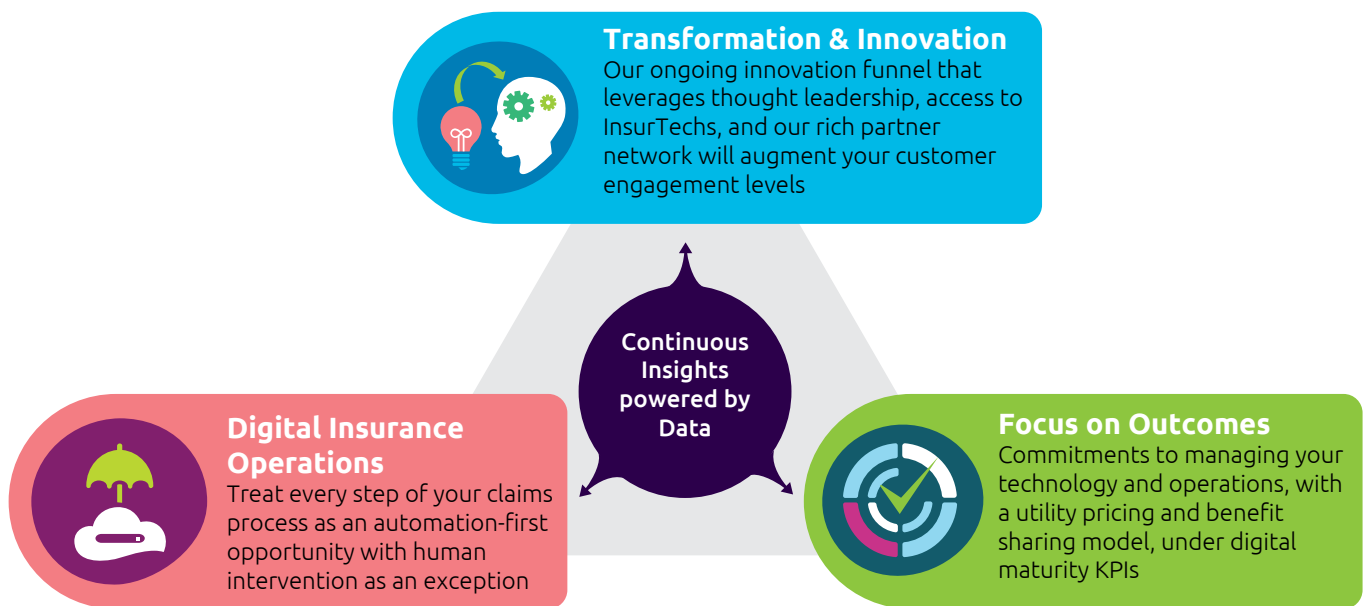 Transformation & Innovation
Our ongoing innovation funnel that
leverages thought leadership, access to
InsurTechs, and our rich partner
network will augment your customer
engagement levels
Continuous
Insights
powered by
Data
Digital Insurance
Operations
Treat every step of your claims
process as an automation-first
opportunity with human
intervention as an exception
Focus on Outcomes
Commitments to managing your
technology and operations, with
a utility pricing and benefit
sharing model, under digital
maturity KPIs